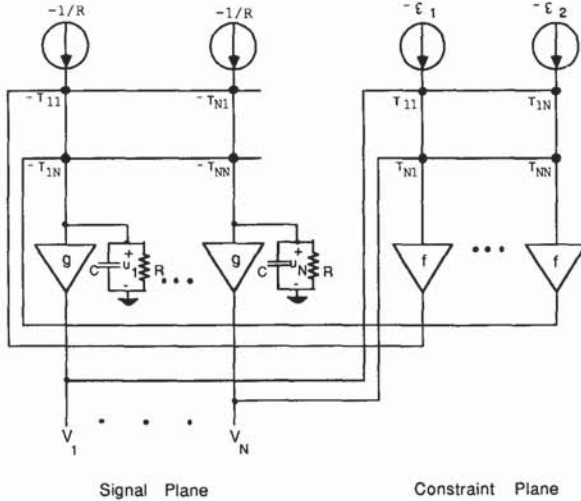 -1/R -1/R -ε1 -ε2
-T11 -TN1 T11 T1N
-T1N -TNN TN1 TNN
g C + u1 - R g C + uN - R f f
V1 VN
Signal Plane Constraint Plane